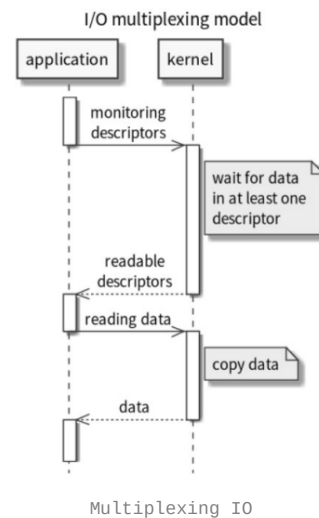 I/O multiplexing model
application
kernel
monitoring
descriptors
wait for data
in at least one
descriptor
readable
descriptors
reading data
copy data
data
Multiplexing IO